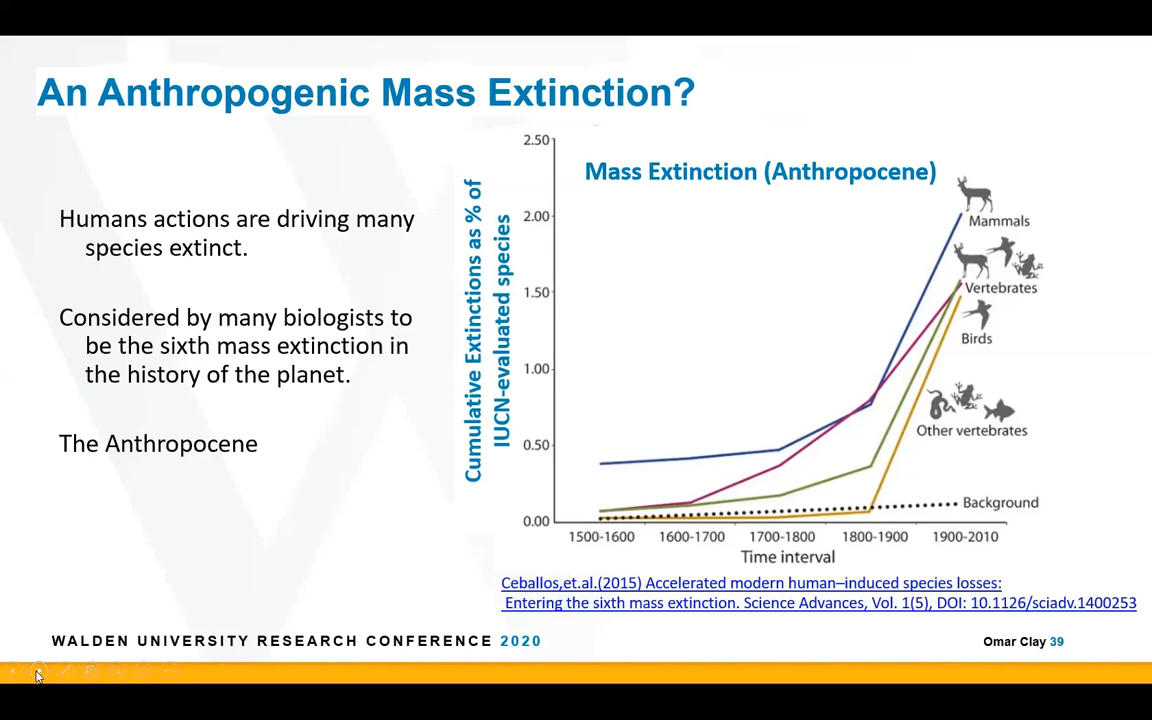 An Anthropogenic Mass Extinction?
Humans actions are driving many
species extinct.
Considered by many biologists to
be the sixth mass extinction in
the history of the planet.
The Anthropocene
Cumulative Extinctions as % of
IUCN-evaluated species
Mass Extinction (Anthropocene)
2.50
2.00
1.50
1.00
0.50
0.00
Mammals
Vertebrates
Birds
Other vertebrates
Background
1500-1600 1600-1700 1700-1800 1800-1900 1900-2010
Time interval
Ceballos,et.al.(2015) Accelerated modern human–induced species losses:
Entering the sixth mass extinction. Science Advances, Vol. 1(5), DOI: 10.1126/sciadv.1400253
WALDEN UNIVERSITY RESEARCH CONFERENCE 2020
Omar Clay 39